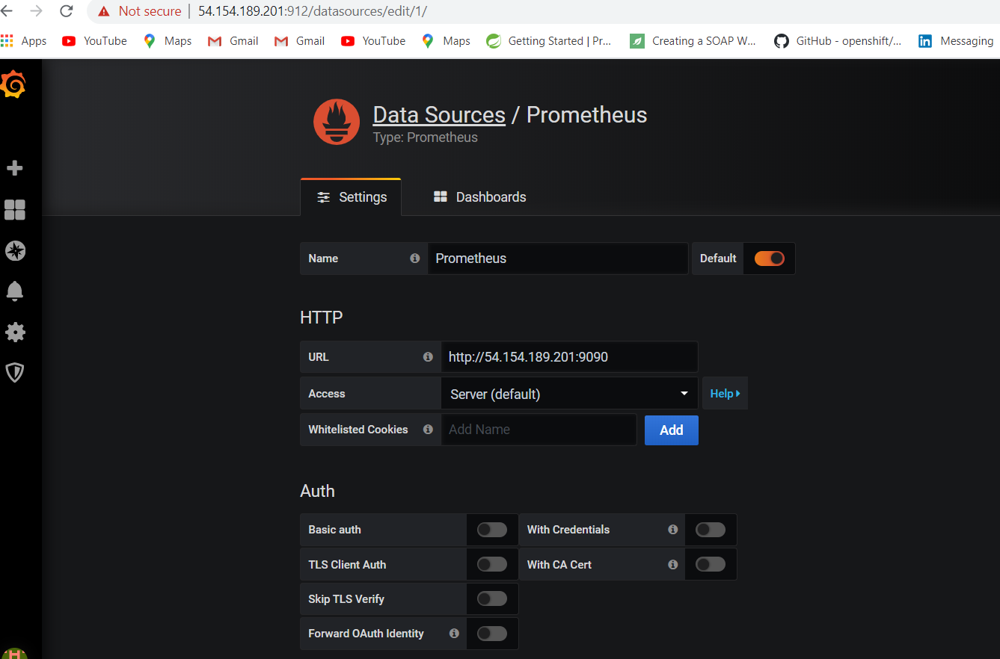 Not secure | 54.154.189.201:912/datasources/edit/1/
Apps YouTube Maps Gmail Gmail YouTube Maps Getting Started | Pr... Creating a SOAP W... GitHub - openshift/... Messaging
Data Sources / Prometheus
Type: Prometheus
Settings Dashboards
Name Prometheus Default
HTTP
URL http://54.154.189.201:9090
Access Server (default) Help
Whitelisted Cookies Add Name Add
Auth
Basic auth With Credentials
TLS Client Auth With CA Cert
Skip TLS Verify
Forward OAuth Identity